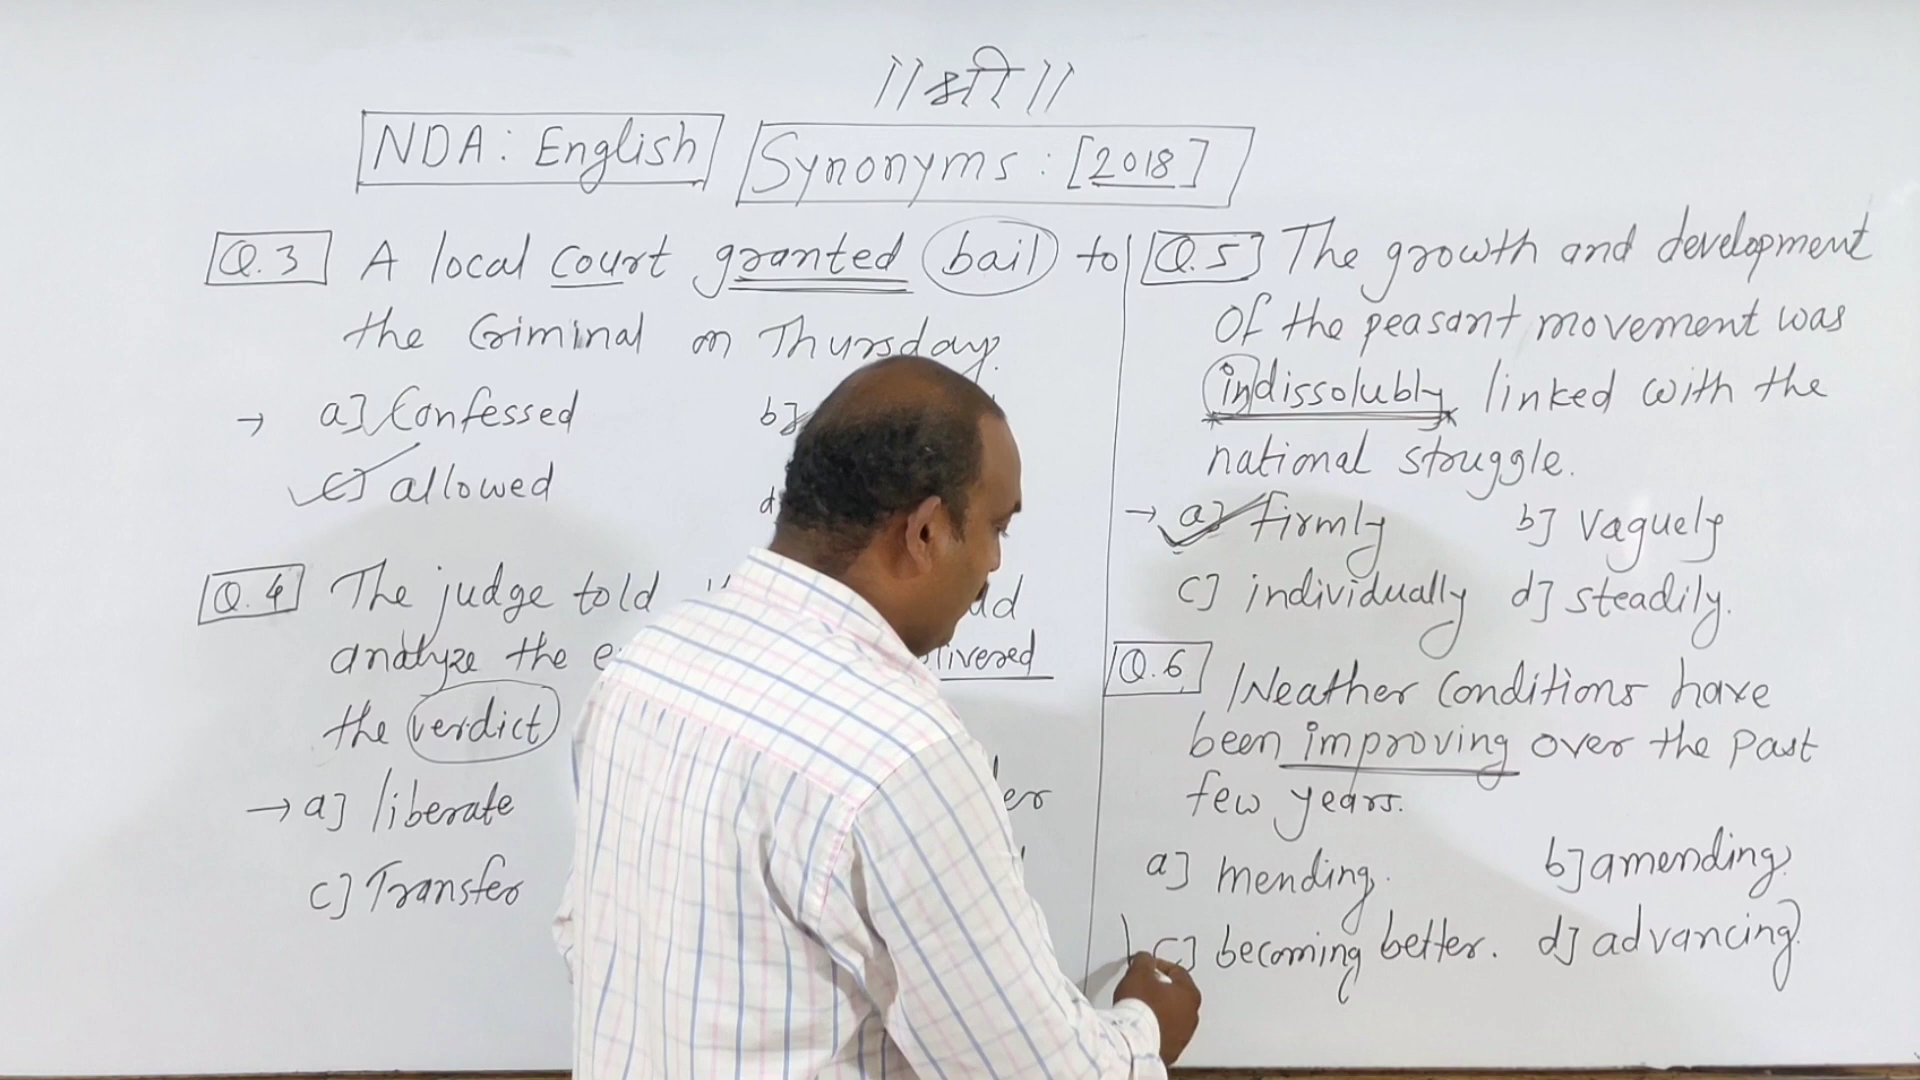 ।।श्री।।
NDA: English
Synonyms: [2018]
Q.3 A local court granted bail to
the Criminal on Thursday.
→ a] Confessed b]
c] allowed d]
Q.4 The judge told
analyze the
the verdict
→ a] liberate
c] Transfer
Q.5 The growth and development
of the peasant movement was
indissolubly linked with the
national struggle.
→ a] firmly b] vaguely
c] individually d] steadily.
Q.6 Weather Conditions have
been improving over the past
few years.
a] mending. b] amending.
c] becoming better. d] advancing.